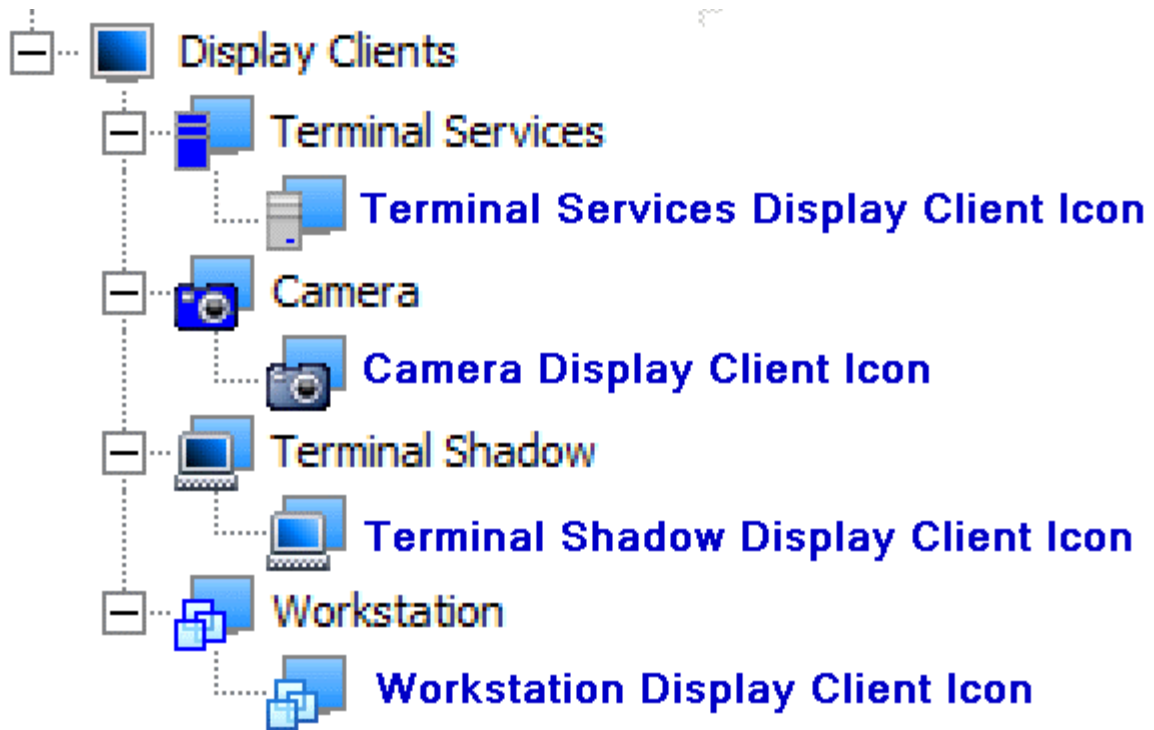 Display Clients
Terminal Services
Terminal Services Display Client Icon
Camera
Camera Display Client Icon
Terminal Shadow
Terminal Shadow Display Client Icon
Workstation
Workstation Display Client Icon